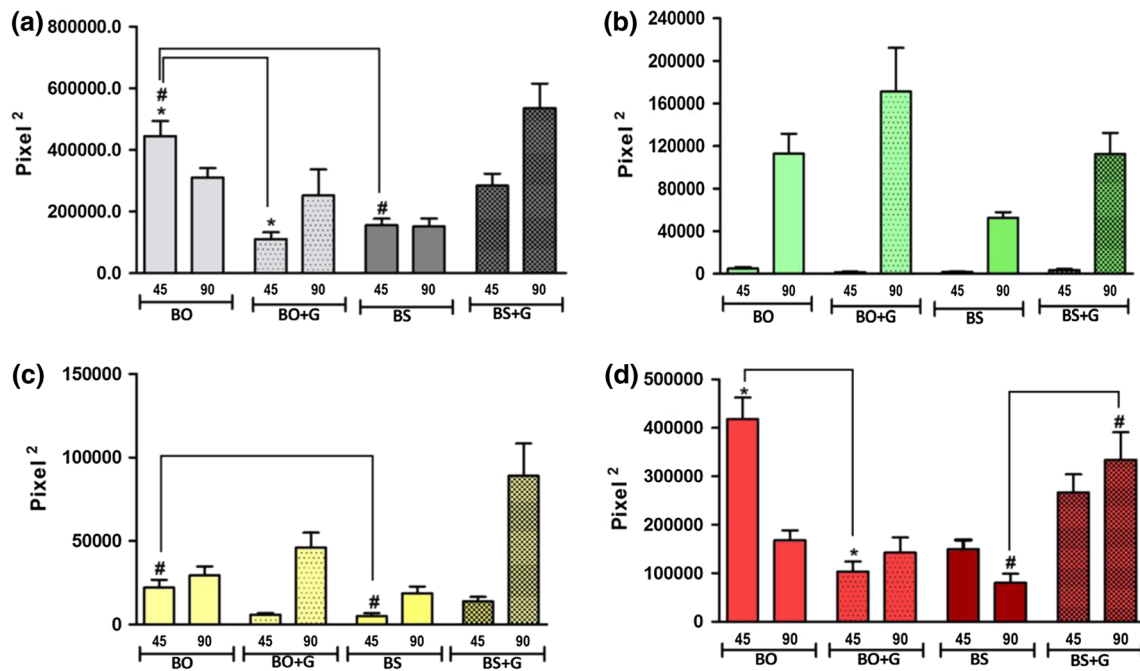 (a)
800000.0
600000.0
400000.0
200000.0
0.0
Pixel 2
#
*
*
#
45 90 45 90 45 90 45 90
BO BO+G BS BS+G
(b)
240000
200000
160000
120000
80000
40000
0
Pixel 2
45 90 45 90 45 90 45 90
BO BO+G BS BS+G
(c)
150000
100000
50000
0
Pixel 2
#
#
45 90 45 90 45 90 45 90
BO BO+G BS BS+G
(d)
500000
400000
300000
200000
100000
0
Pixel 2
*
*
#
#
45 90 45 90 45 90 45 90
BO BO+G BS BS+G